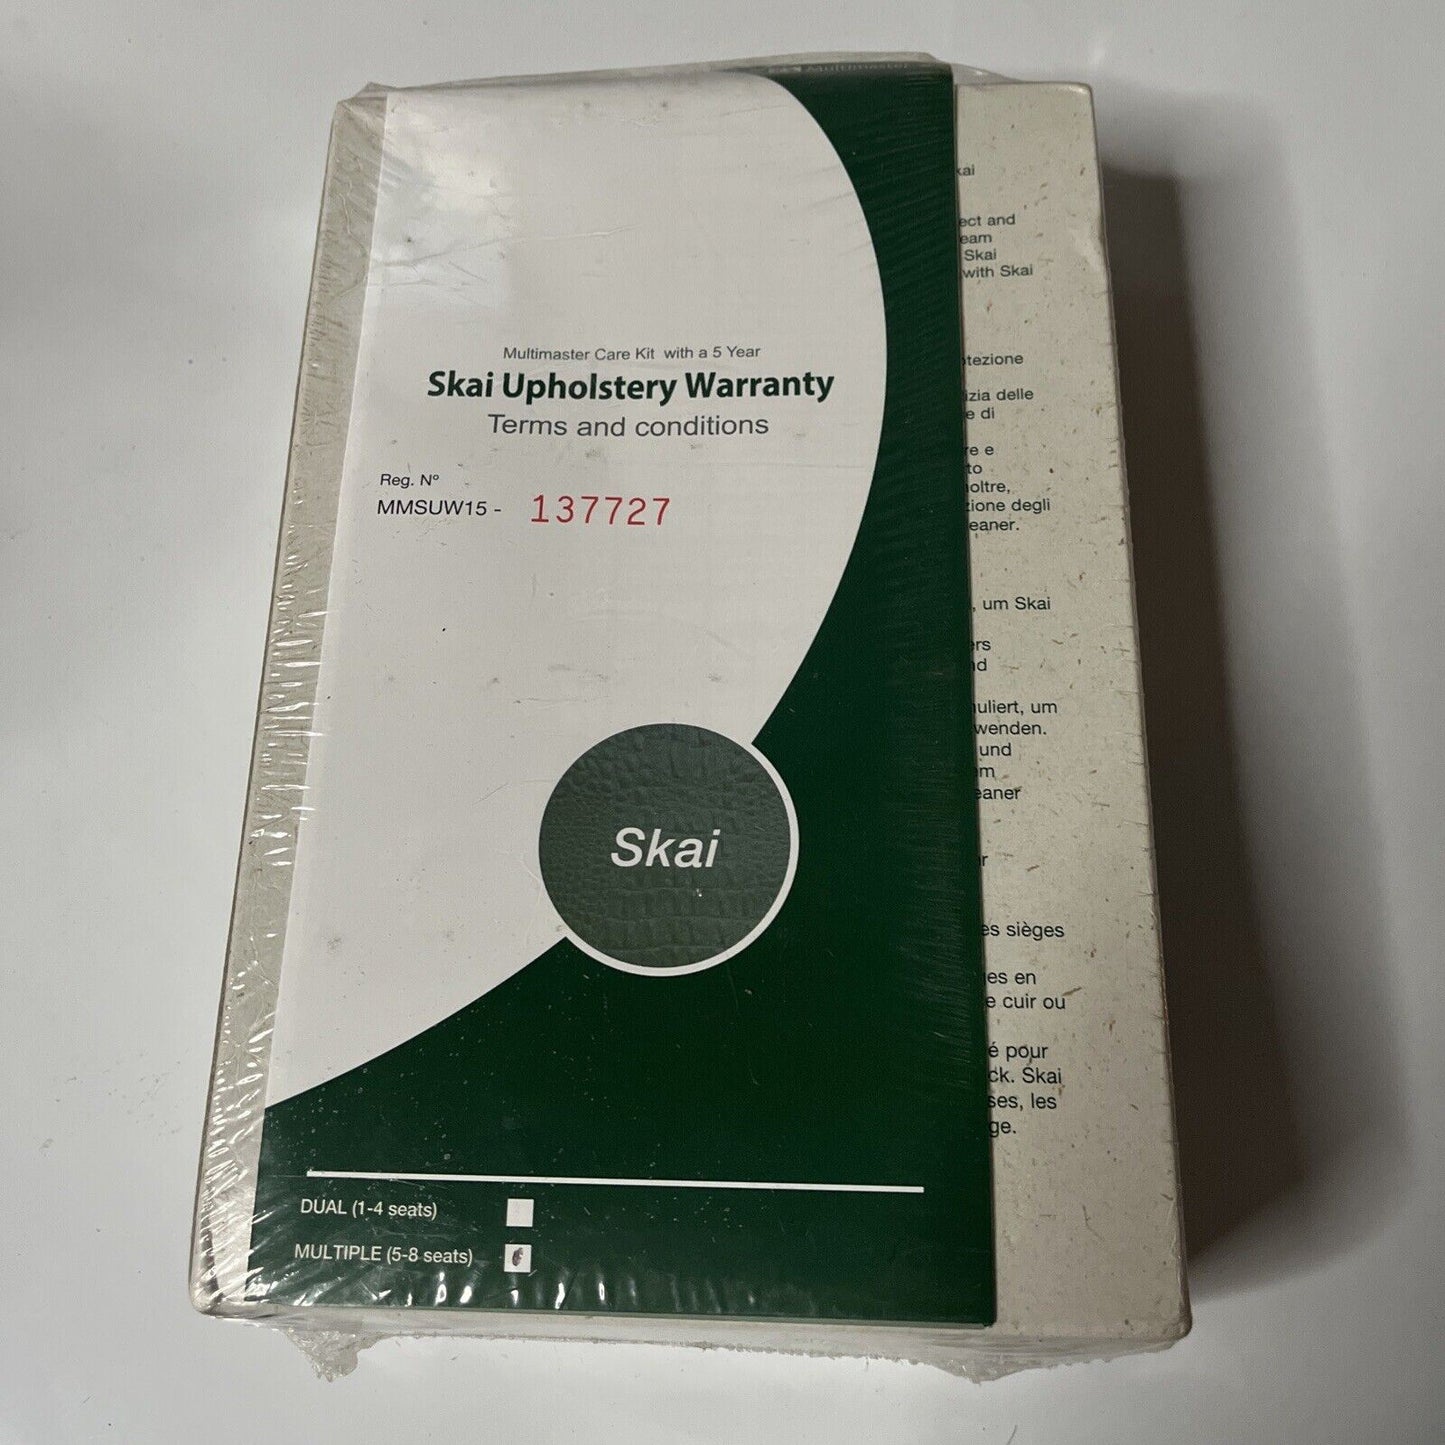 Multimaster
Multimaster Care Kit with a 5 Year
Skai Upholstery Warranty
Terms and conditions
Reg. Nº
MMSUW15 - 137727
Skai
DUAL (1-4 seats)
MULTIPLE (5-8 seats)
kai
ect and
eam
Skai
with Skai
otezione
izia delle
e di
re e
to
noltre,
zione degli
eaner.
, um Skai
ers
nd
muliert, um
wenden.
und
em
eaner
r
es sièges
ges en
e cuir ou
é pour
ck. Skai
ses, les
ge.